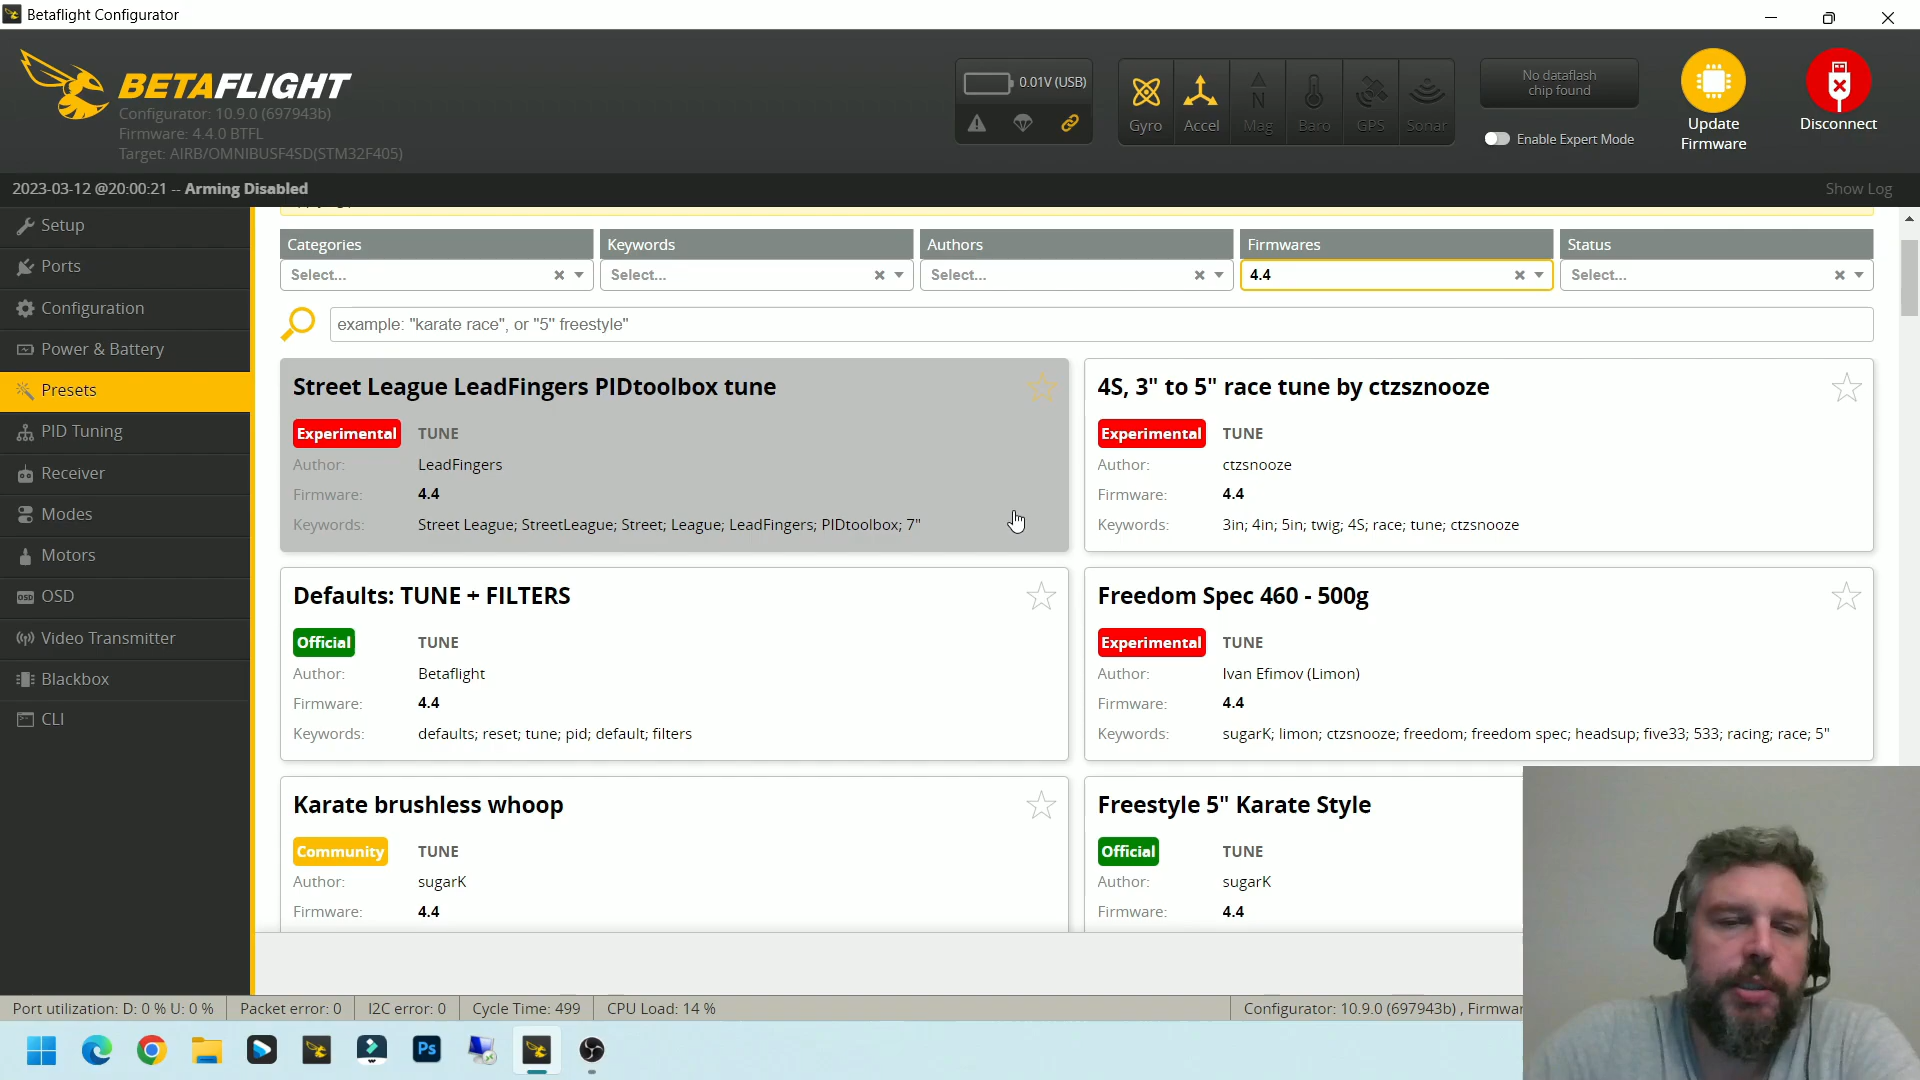 Betaflight Configurator
BETAFLIGHT
Configurator: 10.9.0 (697943b)
Firmware: 4.4.0 BTFL
Target: AIRB/OMNIBUSF4SD(STM32F405)
0.01V (USB)
Gyro Accel Mag Baro GPS Sonar
No dataflash
chip found
Enable Expert Mode
Update
Firmware
Disconnect
2023-03-12 @20:00:21 -- Arming Disabled
Show Log
Setup
Ports
Configuration
Power & Battery
Presets
PID Tuning
Receiver
Modes
Motors
OSD
Video Transmitter
Blackbox
CLI
Categories Keywords Authors Firmwares Status
Select... Select... Select... 4.4 Select...
example: "karate race", or "5'' freestyle"
Street League LeadFingers PIDtoolbox tune
Experimental TUNE
Author: LeadFingers
Firmware: 4.4
Keywords: Street League; StreetLeague; Street; League; LeadFingers; PIDtoolbox; 7"
4S, 3" to 5" race tune by ctzsznooze
Experimental TUNE
Author: ctzsnooze
Firmware: 4.4
Keywords: 3in; 4in; 5in; twig; 4S; race; tune; ctzsnooze
Defaults: TUNE + FILTERS
Official TUNE
Author: Betaflight
Firmware: 4.4
Keywords: defaults; reset; tune; pid; default; filters
Freedom Spec 460 - 500g
Experimental TUNE
Author: Ivan Efimov (Limon)
Firmware: 4.4
Keywords: sugarK; limon; ctzsnooze; freedom; freedom spec; headsup; five33; 533; racing; race; 5"
Karate brushless whoop
Community TUNE
Author: sugarK
Firmware: 4.4
Freestyle 5" Karate Style
Official TUNE
Author: sugarK
Firmware: 4.4
Port utilization: D: 0 % U: 0 % Packet error: 0 I2C error: 0 Cycle Time: 499 CPU Load: 14 % Configurator: 10.9.0 (697943b) , Firmwar
Ps